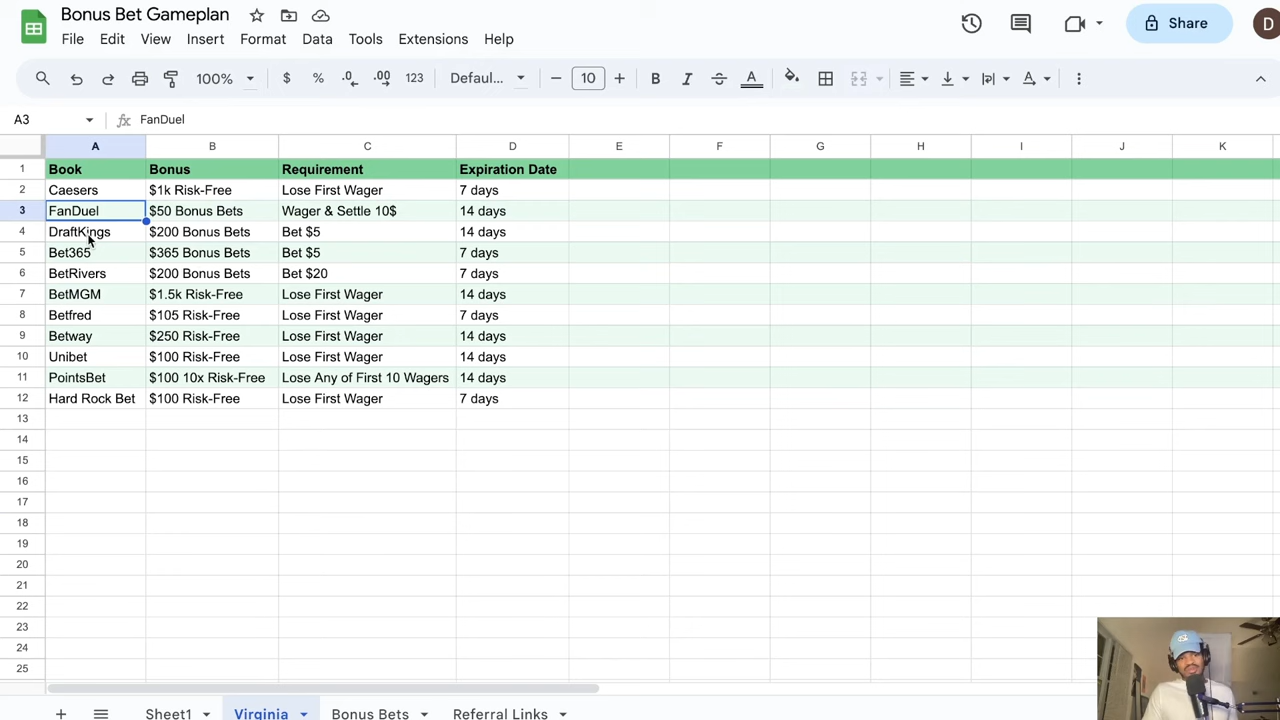 Bonus Bet Gameplan
File Edit View Insert Format Data Tools Extensions Help
Share D
100% $ % .0 .00 123 Defaul... 10 B I A A
A3 fx FanDuel
A B C D E F G H I J K
1 Book Bonus Requirement Expiration Date
2 Caesers $1k Risk-Free Lose First Wager 7 days
3 FanDuel $50 Bonus Bets Wager & Settle 10$ 14 days
4 DraftKings $200 Bonus Bets Bet $5 14 days
5 Bet365 $365 Bonus Bets Bet $5 7 days
6 BetRivers $200 Bonus Bets Bet $20 7 days
7 BetMGM $1.5k Risk-Free Lose First Wager 14 days
8 Betfred $105 Risk-Free Lose First Wager 7 days
9 Betway $250 Risk-Free Lose First Wager 14 days
10 Unibet $100 Risk-Free Lose First Wager 14 days
11 PointsBet $100 10x Risk-Free Lose Any of First 10 Wagers 14 days
12 Hard Rock Bet $100 Risk-Free Lose First Wager 7 days
13
14
15
16
17
18
19
20
21
22
23
24
25
Sheet1 Virginia Bonus Bets Referral Links